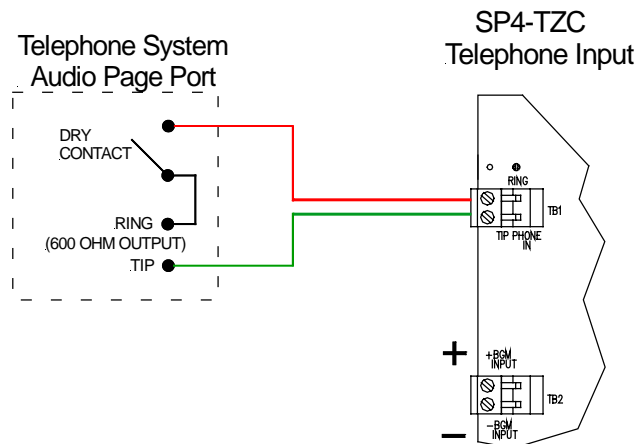 Telephone System
Audio Page Port
SP4-TZC
Telephone Input
DRY
CONTACT
RING
(600 OHM OUTPUT)
TIP
RING
TB1
TIP PHONE
IN
+
+BGM
INPUT
TB2
−
-BGM
INPUT